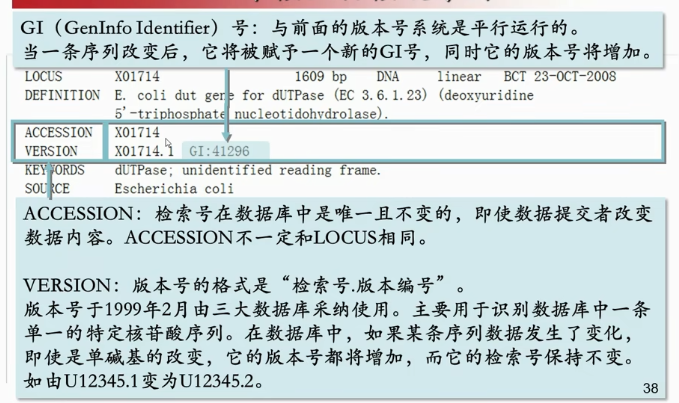 GI（GenInfo Identifier）号：与前面的版本号系统是平行运行的。
当一条序列改变后，它将被赋予一个新的GI号，同时它的版本号将增加。
LOCUS X01714 1609 bp DNA linear BCT 23-OCT-2008
DEFINITION E. coli dut gene for dUTPase (EC 3.6.1.23) (deoxyuridine
5'-triphosphate nucleotidohydrolase).
ACCESSION X01714
VERSION X01714.1 GI:41296
KEYWORDS dUTPase; unidentified reading frame.
SOURCE Escherichia coli
ACCESSION：检索号在数据库中是唯一且不变的，即使数据提交者改变
数据内容。ACCESSION不一定和LOCUS相同。
VERSION：版本号的格式是“检索号.版本编号”。
版本号于1999年2月由三大数据库采纳使用。主要用于识别数据库中一条
单一的特定核苷酸序列。在数据库中，如果某条序列数据发生了变化，
即使是单碱基的改变，它的版本号都将增加，而它的检索号保持不变。
如由U12345.1变为U12345.2。
38